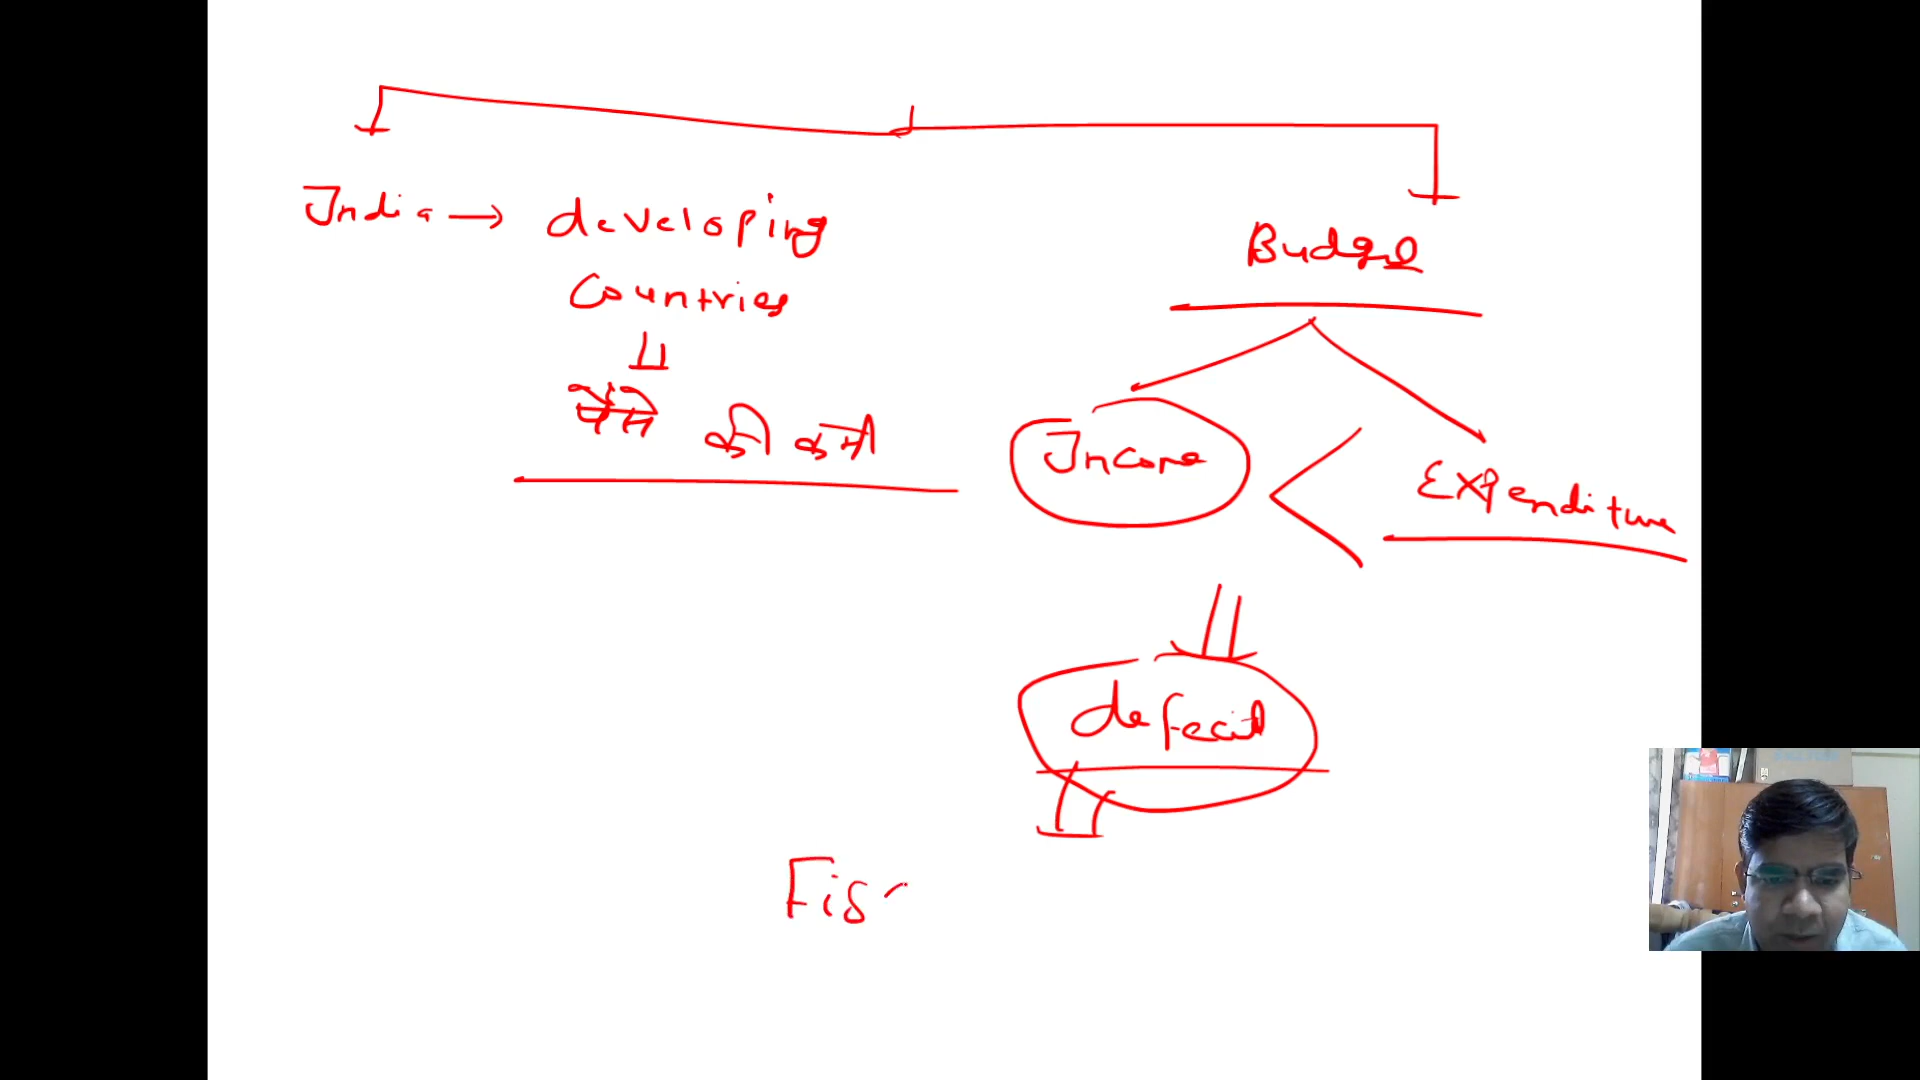 India → developing
Countries
पैसे की कमी
Budget
Income < Expenditure
defecit
Fis